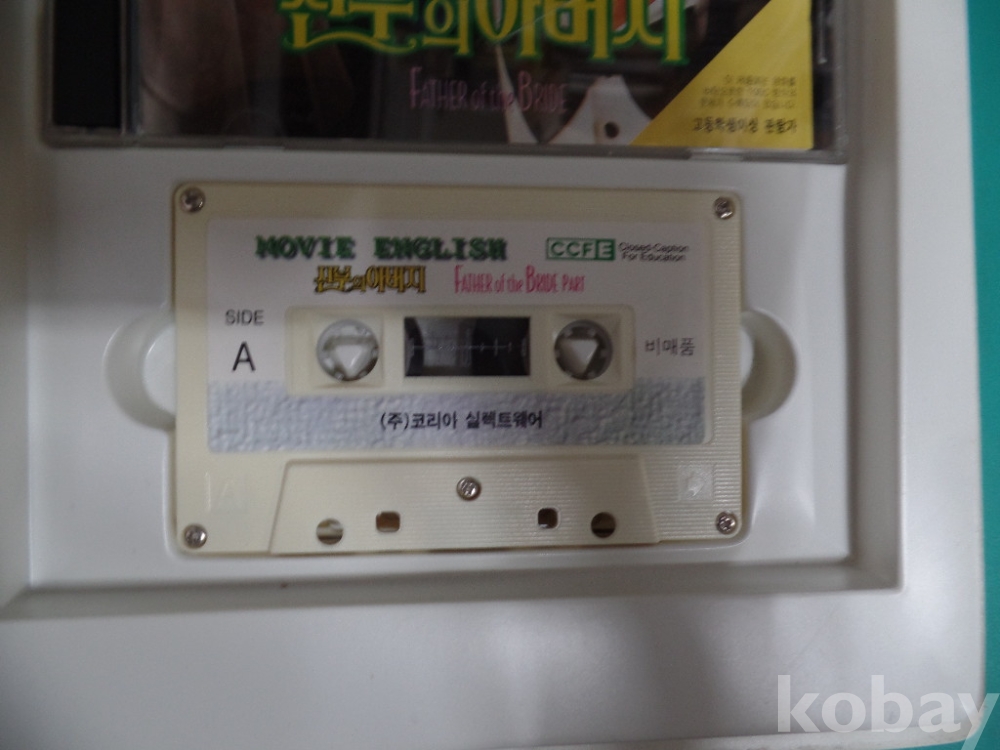 신부의 아버지
FATHER of the BRIDE
고등학생이상 관람가
MOVIE ENGLISH
CCFE Closed-Caption
For Education
신부의 아버지 FATHER of the BRIDE PART
SIDE
A
비매품
(주)코리아 실렉트웨어
kobay